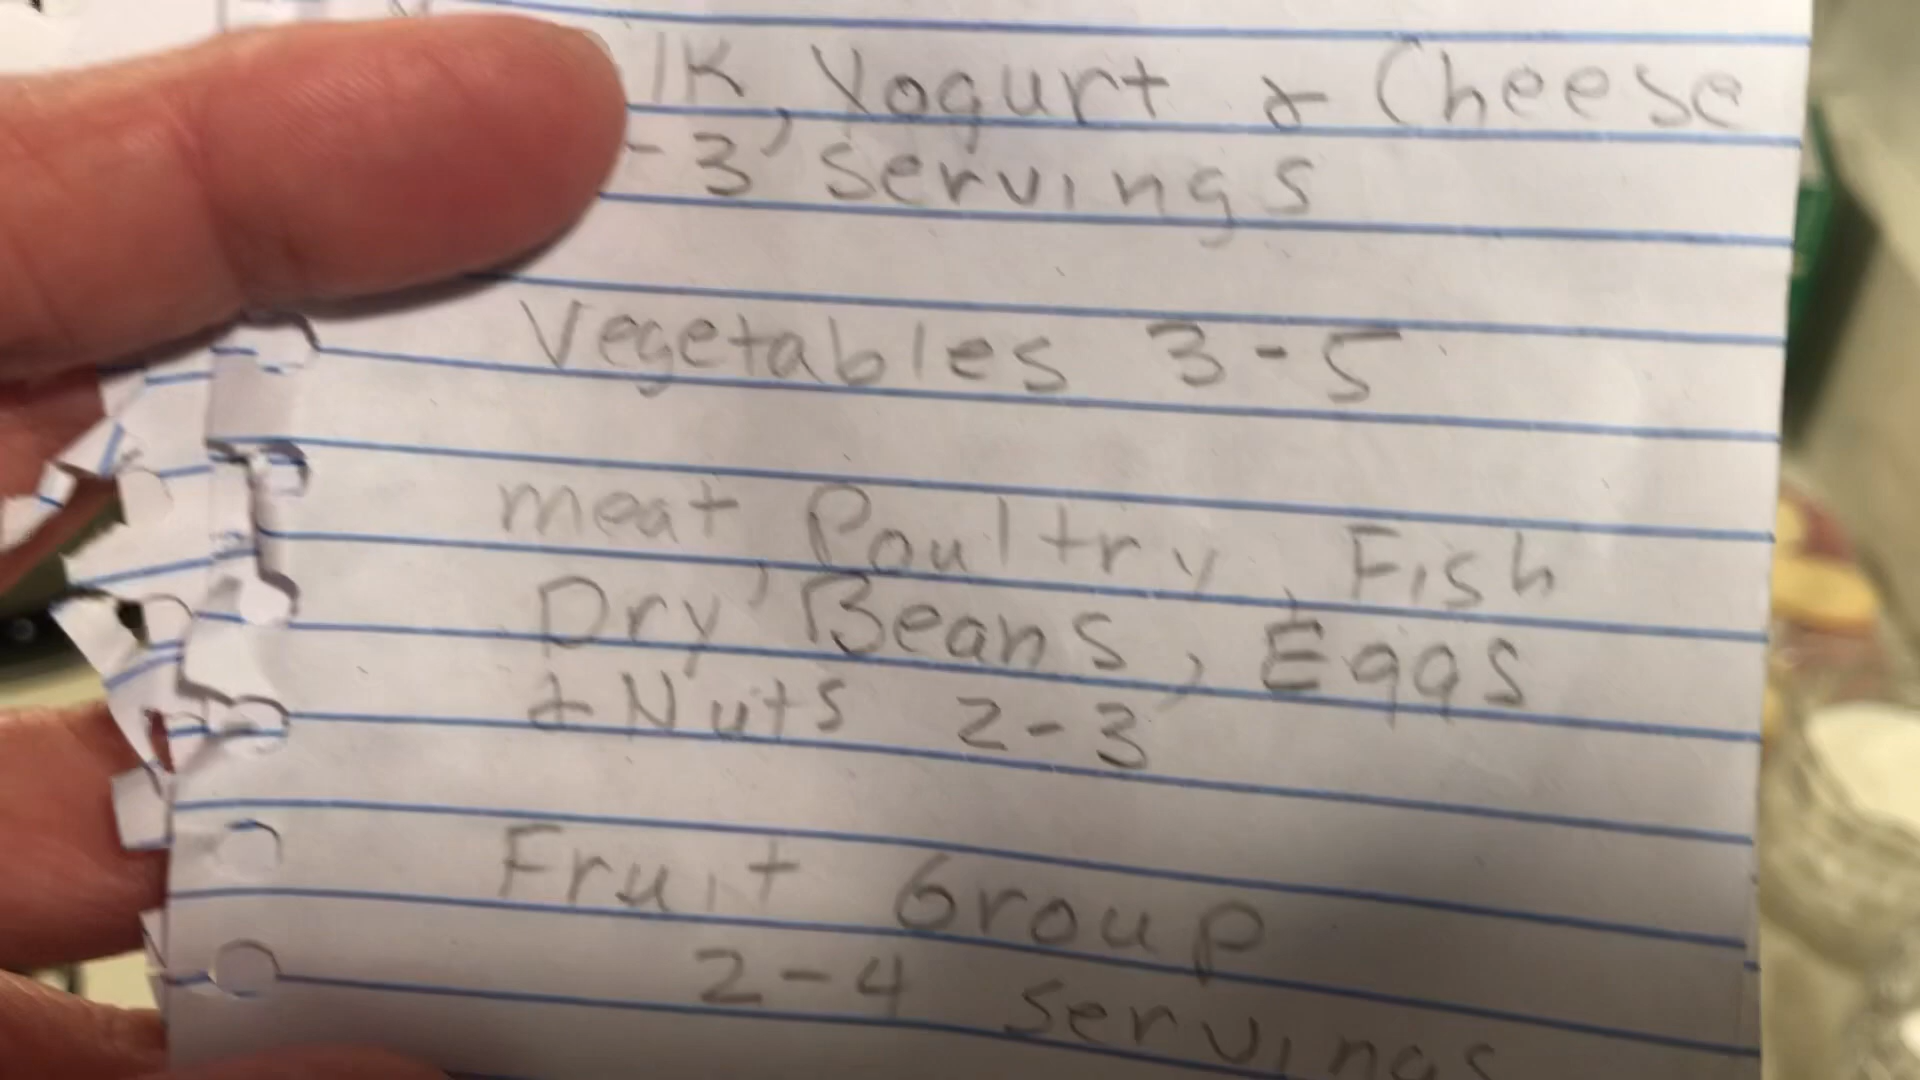 lk, Yogurt & Cheese
-3 servings
Vegetables 3-5
meat, Poultry, Fish
Dry Beans, Eggs
& Nuts 2-3
Fruit Group
2-4 servings